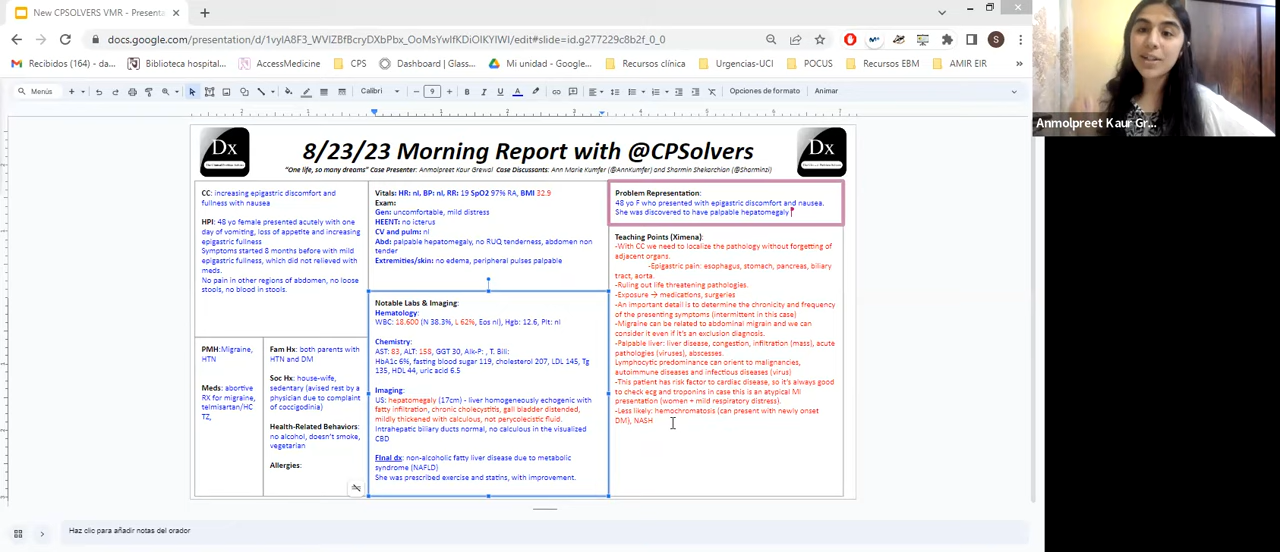 New CPSOLVERS VMR - Presenta
docs.google.com/presentation/d/1vylA8F3_WVIZBfBcryDXbPbx_OoMsYwIfKDiOlKYIWI/edit#slide=id.g277229c8b2f_0_0
Recibidos (164) - da...
Biblioteca hospital...
AccessMedicine
CPS
Dashboard | Glass...
Mi unidad - Google...
Recursos clínica
Urgencias-UCI
POCUS
Recursos EBM
AMIR EIR
Menús
Calibri
9
Opciones de formato
Animar
Anmolpreet Kaur Gr...
Dx
8/23/23 Morning Report with @CPSolvers
"One life, so many dreams" Case Presenter: Anmolpreet Kaur Grewal Case Discussants: Ann Marie Kumfer (@AnnKumfer) and Sharmin Shekarchian (@Sharminzi)
Dx
CC: increasing epigastric discomfort and
fullness with nausea
HPI: 48 yo female presented acutely with one
day of vomiting, loss of appetite and increasing
epigastric fullness
Symptoms started 8 months before with mild
epigastric fullness, which did not relieved with
meds.
No pain in other regions of abdomen, no loose
stools, no blood in stools.
PMH:Migraine,
HTN
Meds: abortive
RX for migraine,
telmisartan/HC
TZ,
Fam Hx: both parents with
HTN and DM
Soc Hx: house-wife,
sedentary (avised rest by a
physician due to complaint
of coccigodinia)
Health-Related Behaviors:
no alcohol, doesn't smoke,
vegetarian
Allergies:
Vitals: HR: nl, BP: nl, RR: 19 SpO2 97% RA, BMI 32.9
Exam:
Gen: uncomfortable, mild distress
HEENT: no icterus
CV and pulm: nl
Abd: palpable hepatomegaly, no RUQ tenderness, abdomen non
tender
Extremities/skin: no edema, peripheral pulses palpable
Notable Labs & Imaging:
Hematology:
WBC: 18.600 (N 38.3%, L 62%, Eos nl), Hgb: 12.6, Plt: nl
Chemistry:
AST: 83, ALT: 158, GGT 30, Alk-P: , T. Bili:
HbA1c 6%, fasting blood sugar 119, cholesterol 207, LDL 145, Tg
135, HDL 44, uric acid 6.5
Imaging:
US: hepatomegaly (17cm) - liver homogeneously echogenic with
fatty infiltration, chronic cholecystitis, gall bladder distended,
mildly thickened with calculous, not perycolecistic fluid.
Intrahepatic biliary ducts normal, no calculous in the visualized
CBD
Final dx: non-alcoholic fatty liver disease due to metabolic
syndrome (NAFLD)
She was prescribed exercise and statins, with improvement.
Problem Representation:
48 yo F who presented with epigastric discomfort and nausea.
She was discovered to have palpable hepatomegaly
Teaching Points (Ximena):
-With CC we need to localize the pathology without forgetting of
adjacent organs.
-Epigastric pain: esophagus, stomach, pancreas, biliary
tract, aorta.
-Ruling out life threatening pathologies.
-Exposure → medications, surgeries
-An important detail is to determine the chronicity and frequency
of the presenting symptoms (intermittent in this case)
-Migraine can be related to abdominal migrain and we can
consider it even if it's an exclusion diagnosis.
-Palpable liver: liver disease, congestion, infiltration (mass), acute
pathologies (viruses), abscesses.
Lymphocytic predominance can orient to malignancies,
autoimmune diseases and infectious diseases (virus)
-This patient has risk factor to cardiac disease, so it's always good
to check ecg and troponins in case this is an atypical MI
presentation (women + mild respiratory distress).
-Less likely: hemochromatosis (can present with newly onset
DM), NASH
Haz clic para añadir notas del orador